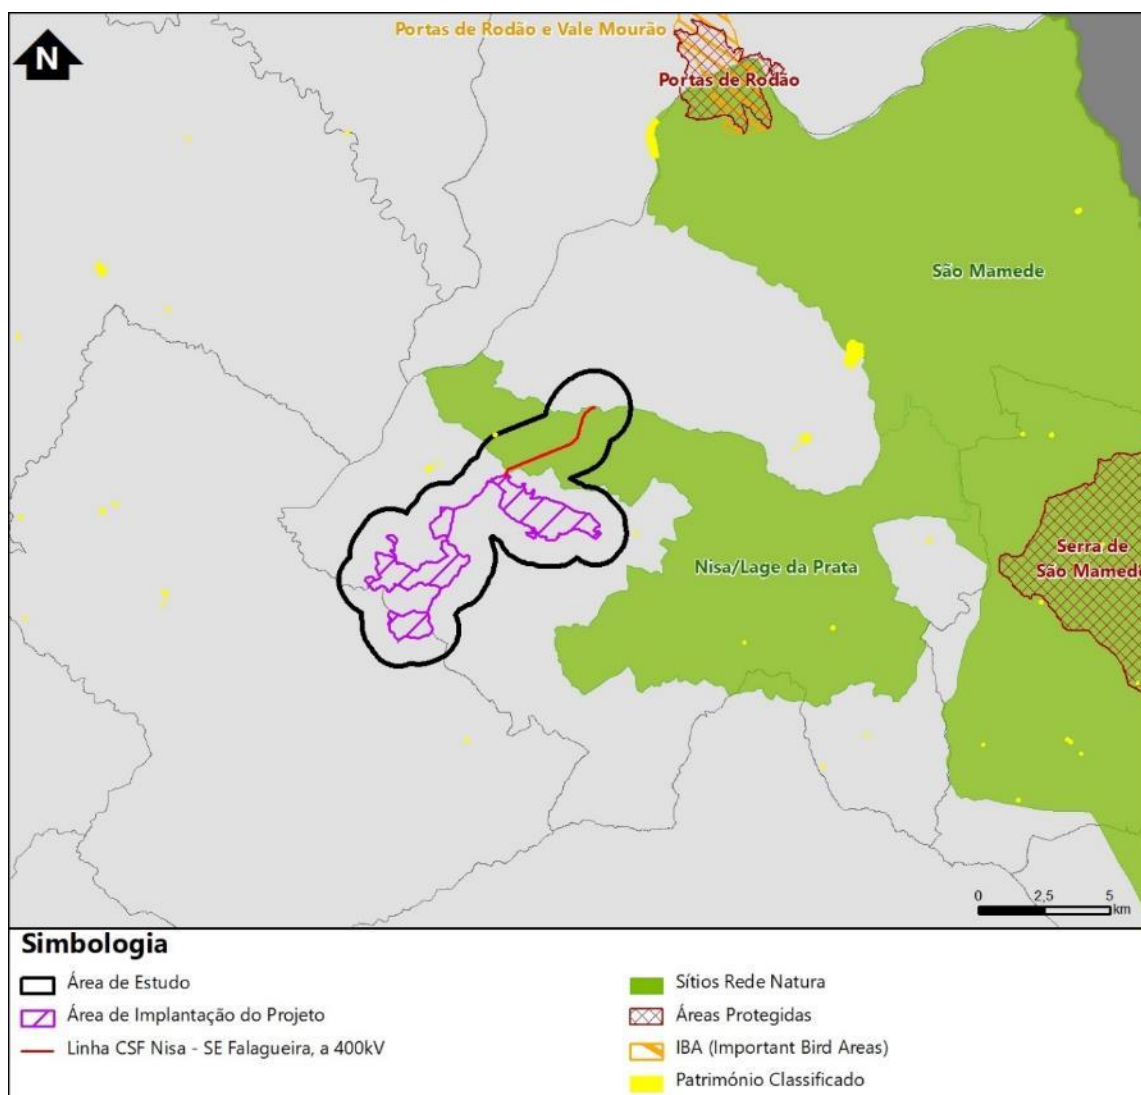 N
Portas de Rodão e Vale Mourão
Portas de Rodão
São Mamede
Nisa/Lage da Prata
Serra de
São Mamed
0 2,5 5
km
Simbologia
Área de Estudo
Área de Implantação do Projeto
Linha CSF Nisa - SE Falagueira, a 400kV
Sítios Rede Natura
Áreas Protegidas
IBA (Important Bird Areas)
Património Classificado